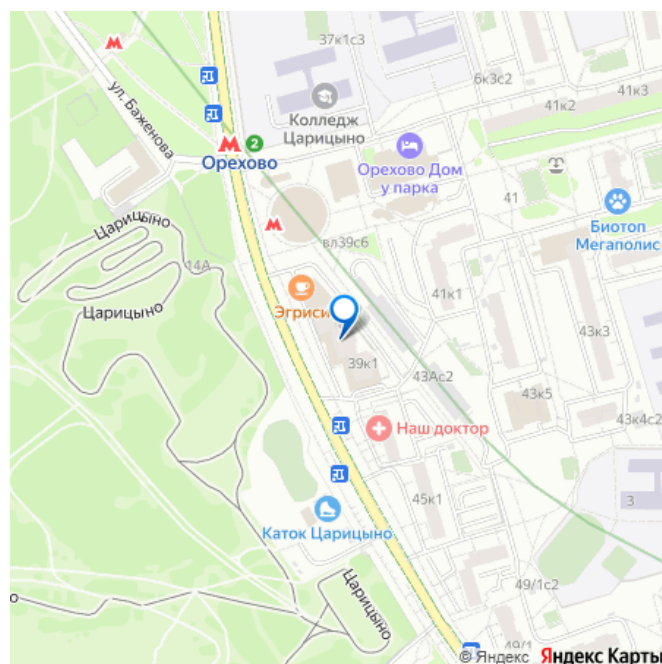 37к1с3
6к3с2
41к3
41к2
ул. Баженова
Колледж
Царицыно
2
Орехово
Орехово Дом
у парка
41
Биотоп
Мегаполис
Царицыно
14А
вл39с6
Царицыно
Эгриси
41к1
43к3
39к1
43Ас2
43к5
43к4с2
Наш доктор
45к1
3
Каток Царицыно
Царицыно
49/1с2
49/1
© Яндекс Яндекс Карты